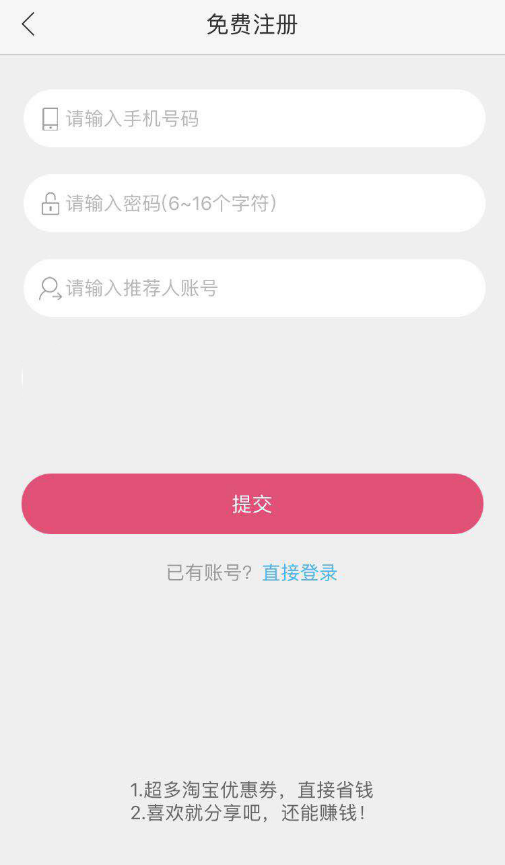 免费注册
请输入手机号码
请输入密码(6~16个字符)
请输入推荐人账号
提交
已有账号？直接登录
1.超多淘宝优惠券，直接省钱
2.喜欢就分享吧，还能赚钱！